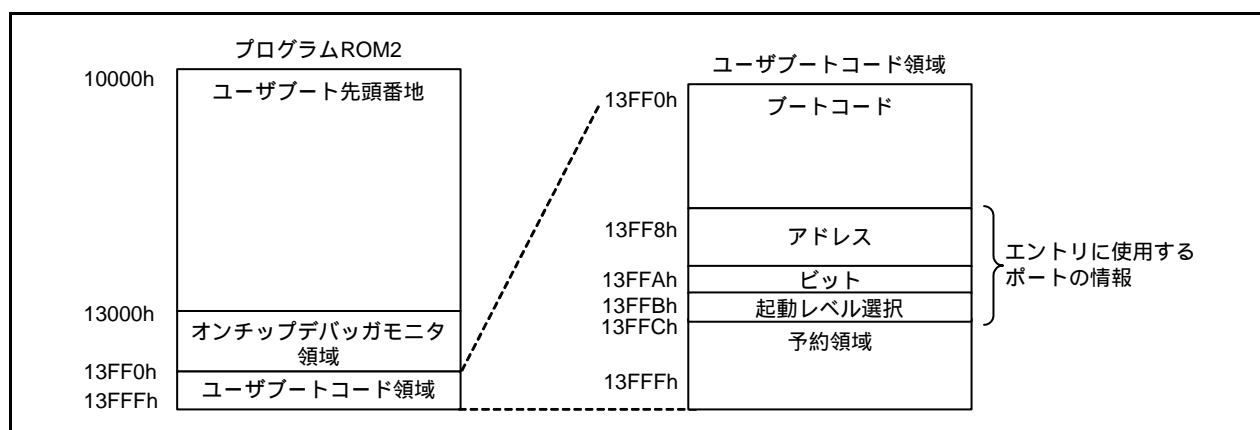 プログラムROM2
10000h
ユーザブート先頭番地
13000h
オンチップデバッガモニタ
領域
13FF0h
ユーザブートコード領域
13FFFh
ユーザブートコード領域
13FF0h
ブートコード
13FF8h
アドレス
13FFAh
ビット
13FFBh
起動レベル選択
13FFCh
予約領域
13FFFh
エントリに使用する
ポートの情報